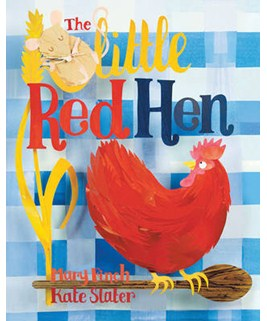 The
little
Red Hen
Mary Finch
Kate Slater